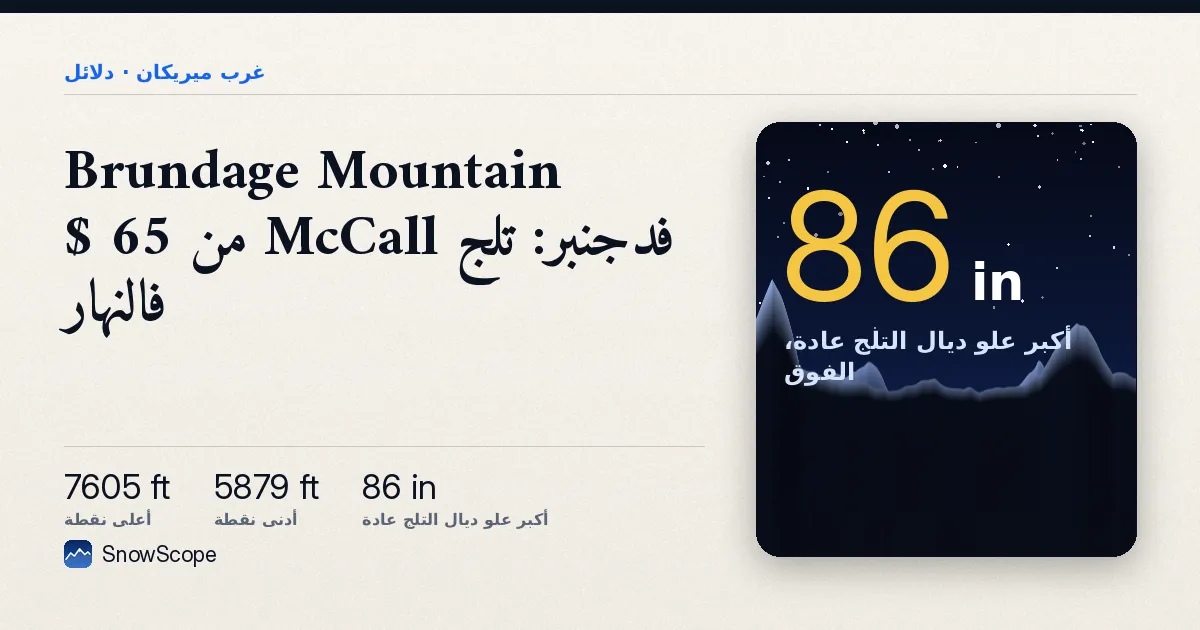 غرب ميريكان · دلائل
Brundage Mountain
فدجنبر: تلج McCall من 65 $
فالنهار
86 in
أكبر علو ديال التلج عادة،
الفوق
7605 ft
أعلى نقطة
5879 ft
أدنى نقطة
86 in
أكبر علو ديال التلج عادة
SnowScope